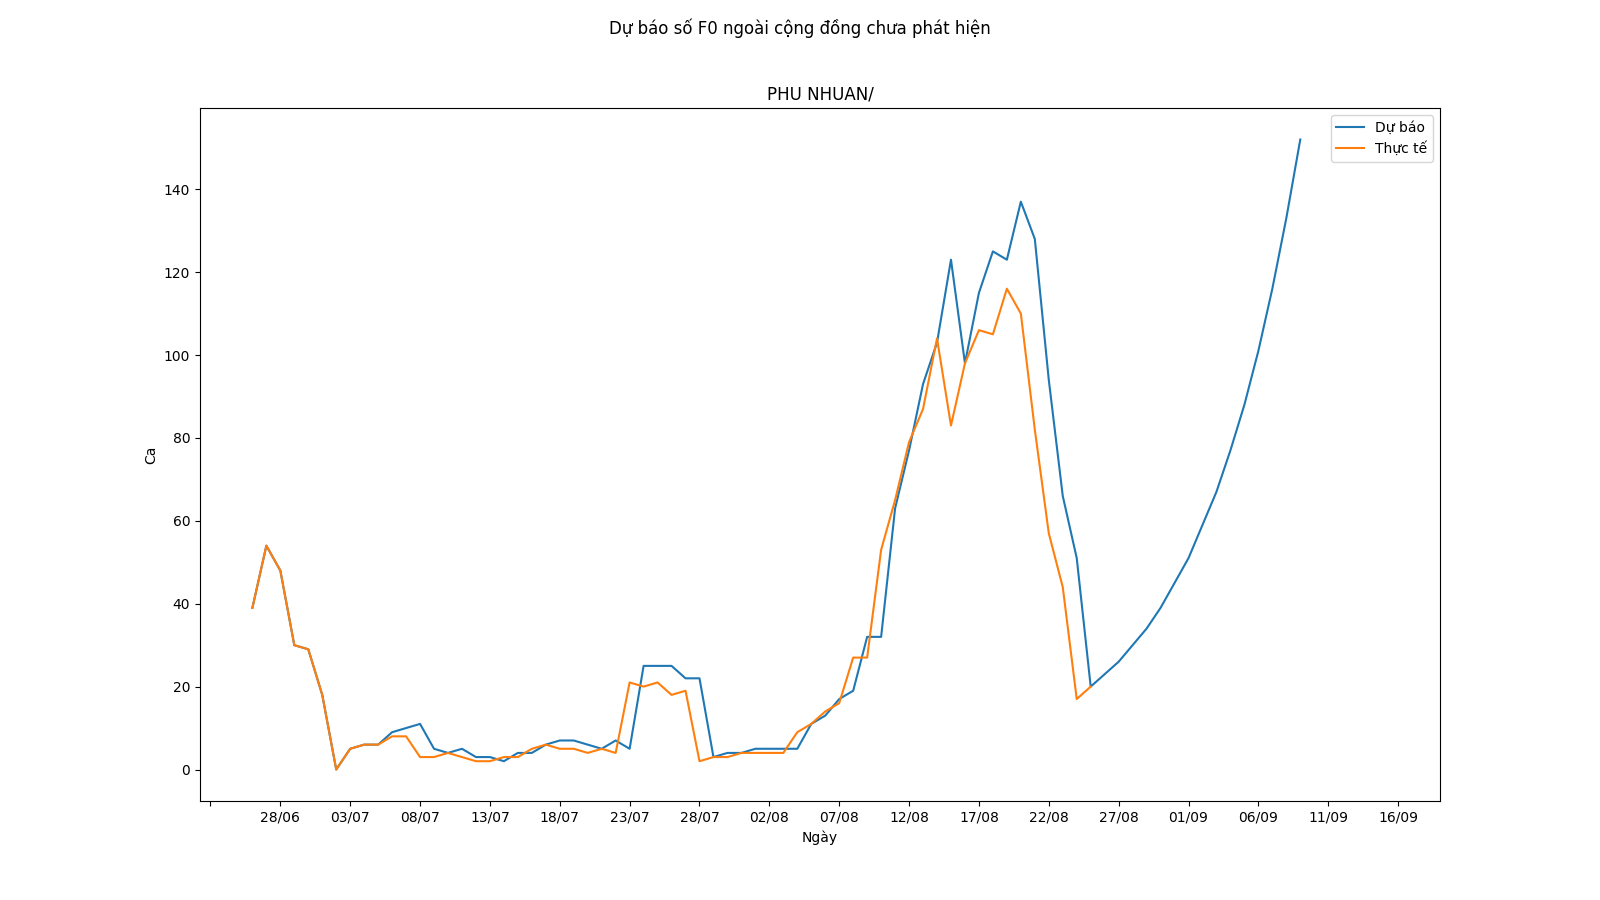 Dự báo số F0 ngoài cộng đồng chưa phát hiện
PHU NHUAN/
Dự báo
Thực tế
140
120
100
80
60
40
20
0
Ca
28/06 03/07 08/07 13/07 18/07 23/07 28/07 02/08 07/08 12/08 17/08 22/08 27/08 01/09 06/09 11/09 16/09
Ngày